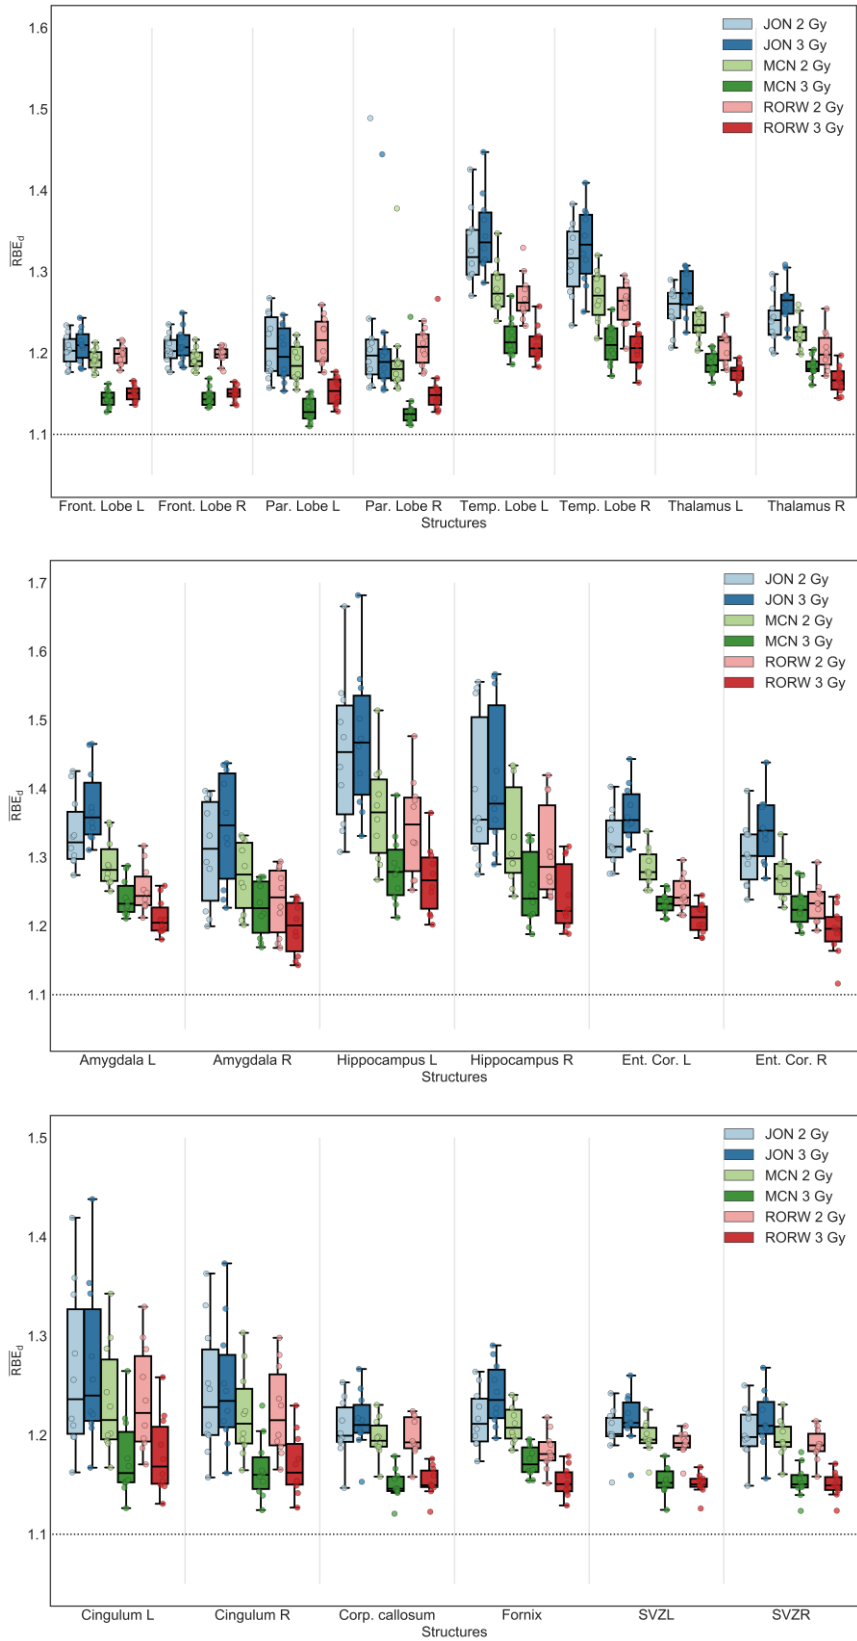 1.6
1.5
1.4
1.3
1.2
1.1
RBEd
JON 2 Gy
JON 3 Gy
MCN 2 Gy
MCN 3 Gy
RORW 2 Gy
RORW 3 Gy
Front. Lobe L Front. Lobe R Par. Lobe L Par. Lobe R Temp. Lobe L Temp. Lobe R Thalamus L Thalamus R
Structures
1.7
1.6
1.5
1.4
1.3
1.2
1.1
RBEd
JON 2 Gy
JON 3 Gy
MCN 2 Gy
MCN 3 Gy
RORW 2 Gy
RORW 3 Gy
Amygdala L Amygdala R Hippocampus L Hippocampus R Ent. Cor. L Ent. Cor. R
Structures
1.5
1.4
1.3
1.2
1.1
RBEd
JON 2 Gy
JON 3 Gy
MCN 2 Gy
MCN 3 Gy
RORW 2 Gy
RORW 3 Gy
Cingulum L Cingulum R Corp. callosum Fornix SVZL SVZR
Structures